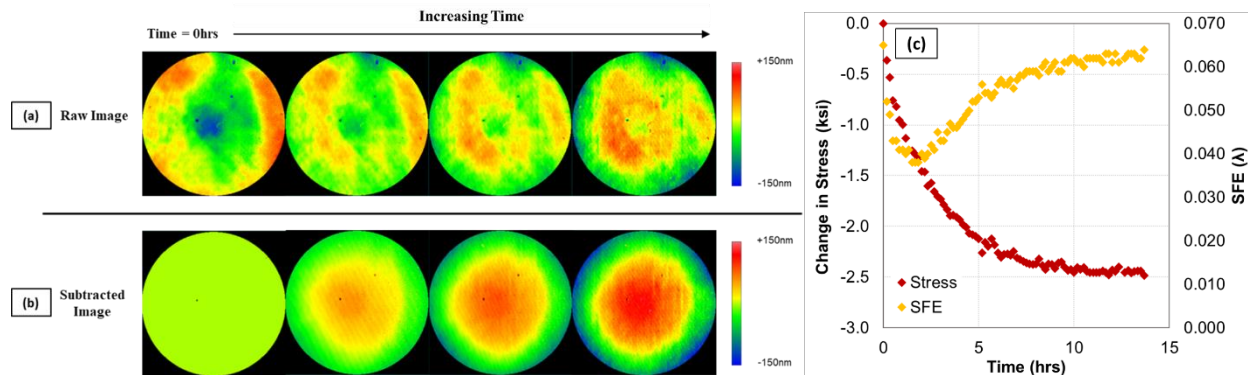 Increasing Time
Time = 0hrs
(a)
Raw Image
+150nm
-150nm
(b)
Subtracted
Image
+150nm
-150nm
(c)
Change in Stress (ksi)
0.0
-0.5
-1.0
-1.5
-2.0
-2.5
-3.0
Stress
SFE
0
5
10
15
Time (hrs)
0.070
0.060
0.050
0.040
0.030
0.020
0.010
0.000
SFE (λ)